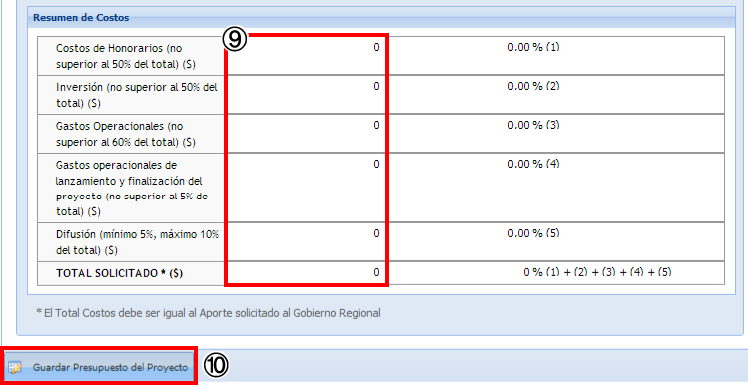 Resumen de Costos
⑨
Costos de Honorarios (no
superior al 50% del total) ($)
0
0.00 % (1)
Inversión (no superior al 50% del
total) ($)
0
0.00 % (2)
Gastos Operacionales (no
superior al 60% del total) ($)
0
0.00 % (3)
Gastos operacionales de
lanzamiento y finalización del
proyecto (no superior al 5% de
total) ($)
0
0.00 % (4)
Difusión (mínimo 5%, máximo 10%
del total) ($)
0
0.00 % (5)
TOTAL SOLICITADO * ($)
0
0 % (1) + (2) + (3) + (4) + (5)
* El Total Costos debe ser igual al Aporte solicitado al Gobierno Regional
Guardar Presupuesto del Proyecto
⑩